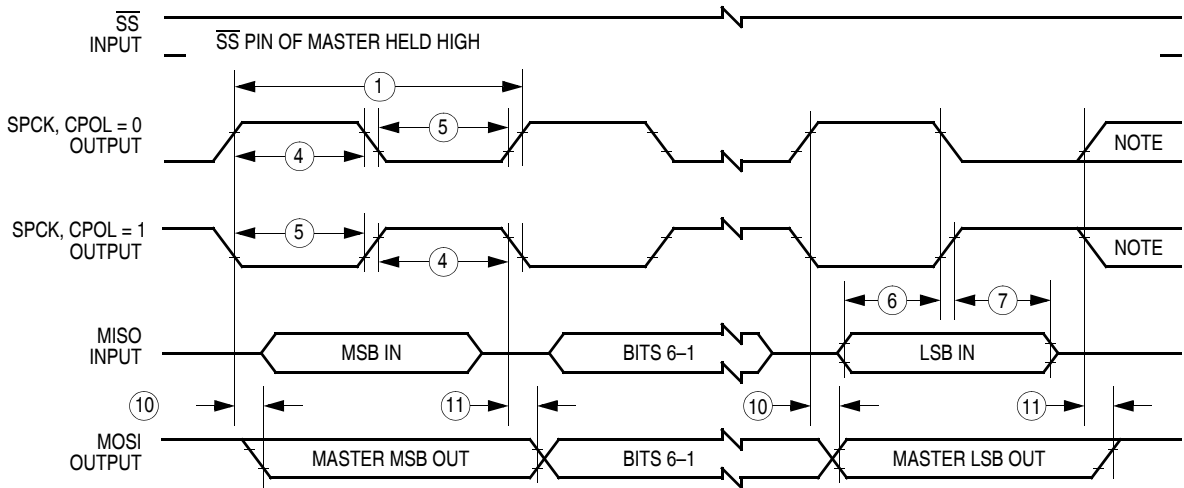 SS
INPUT
SS PIN OF MASTER HELD HIGH
1
SPCK, CPOL = 0
OUTPUT
5
4
NOTE
SPCK, CPOL = 1
OUTPUT
5
4
NOTE
6
7
MISO
INPUT
MSB IN
BITS 6–1
LSB IN
10
11
10
11
MOSI
OUTPUT
MASTER MSB OUT
BITS 6–1
MASTER LSB OUT